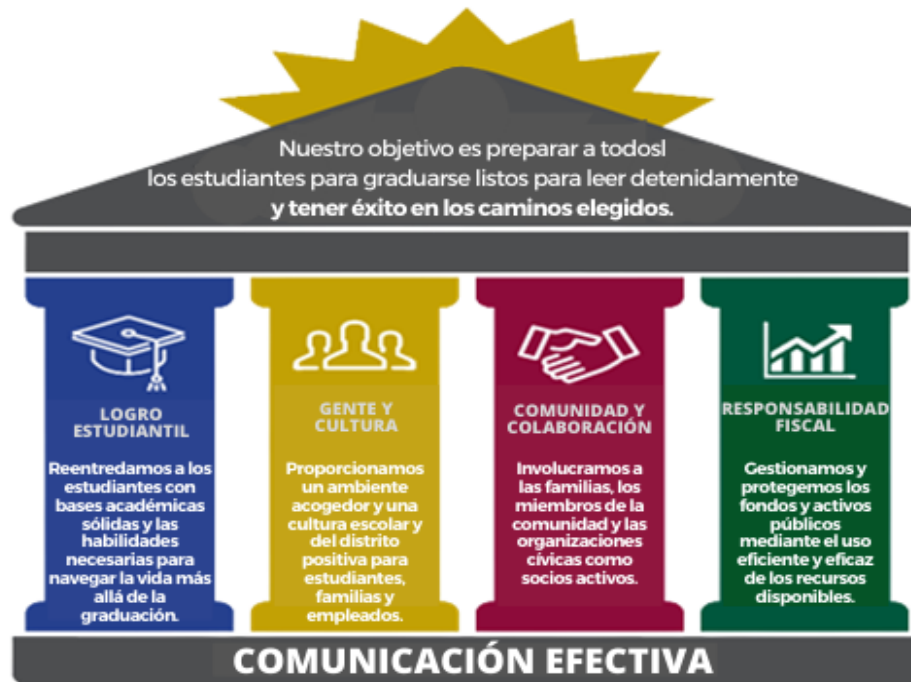 Nuestro objetivo es preparar a todosl
los estudiantes para graduarse listos para leer detenidamente
y tener éxito en los caminos elegidos.
LOGRO
ESTUDIANTIL
Reentredamos a los
estudiantes con
bases académicas
sólidas y las
habilidades
necesarias para
navegar la vida más
allá de la
graduación.
GENTE Y
CULTURA
Proporcionamos
un ambiente
acogedor y una
cultura escolar y
del distrito
positiva para
estudiantes,
familias y
empleados.
COMUNIDAD Y
COLABORACIÓN
Involucramos a
las familias, los
miembros de la
comunidad y las
organizaciones
cívicas como
socios activos.
RESPONSABILIDAD
FISCAL
Gestionamos y
protegemos los
fondos y activos
públicos
mediante el uso
eficiente y eficaz
de los recursos
disponibles.
COMUNICACIÓN EFECTIVA